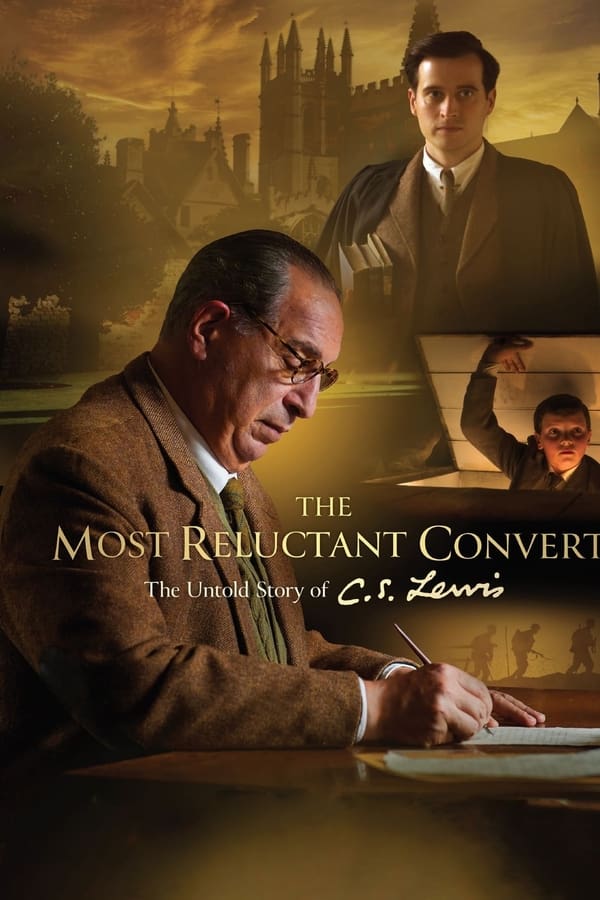 THE
MOST RELUCTANT CONVERT
The Untold Story of C.S. Lewis